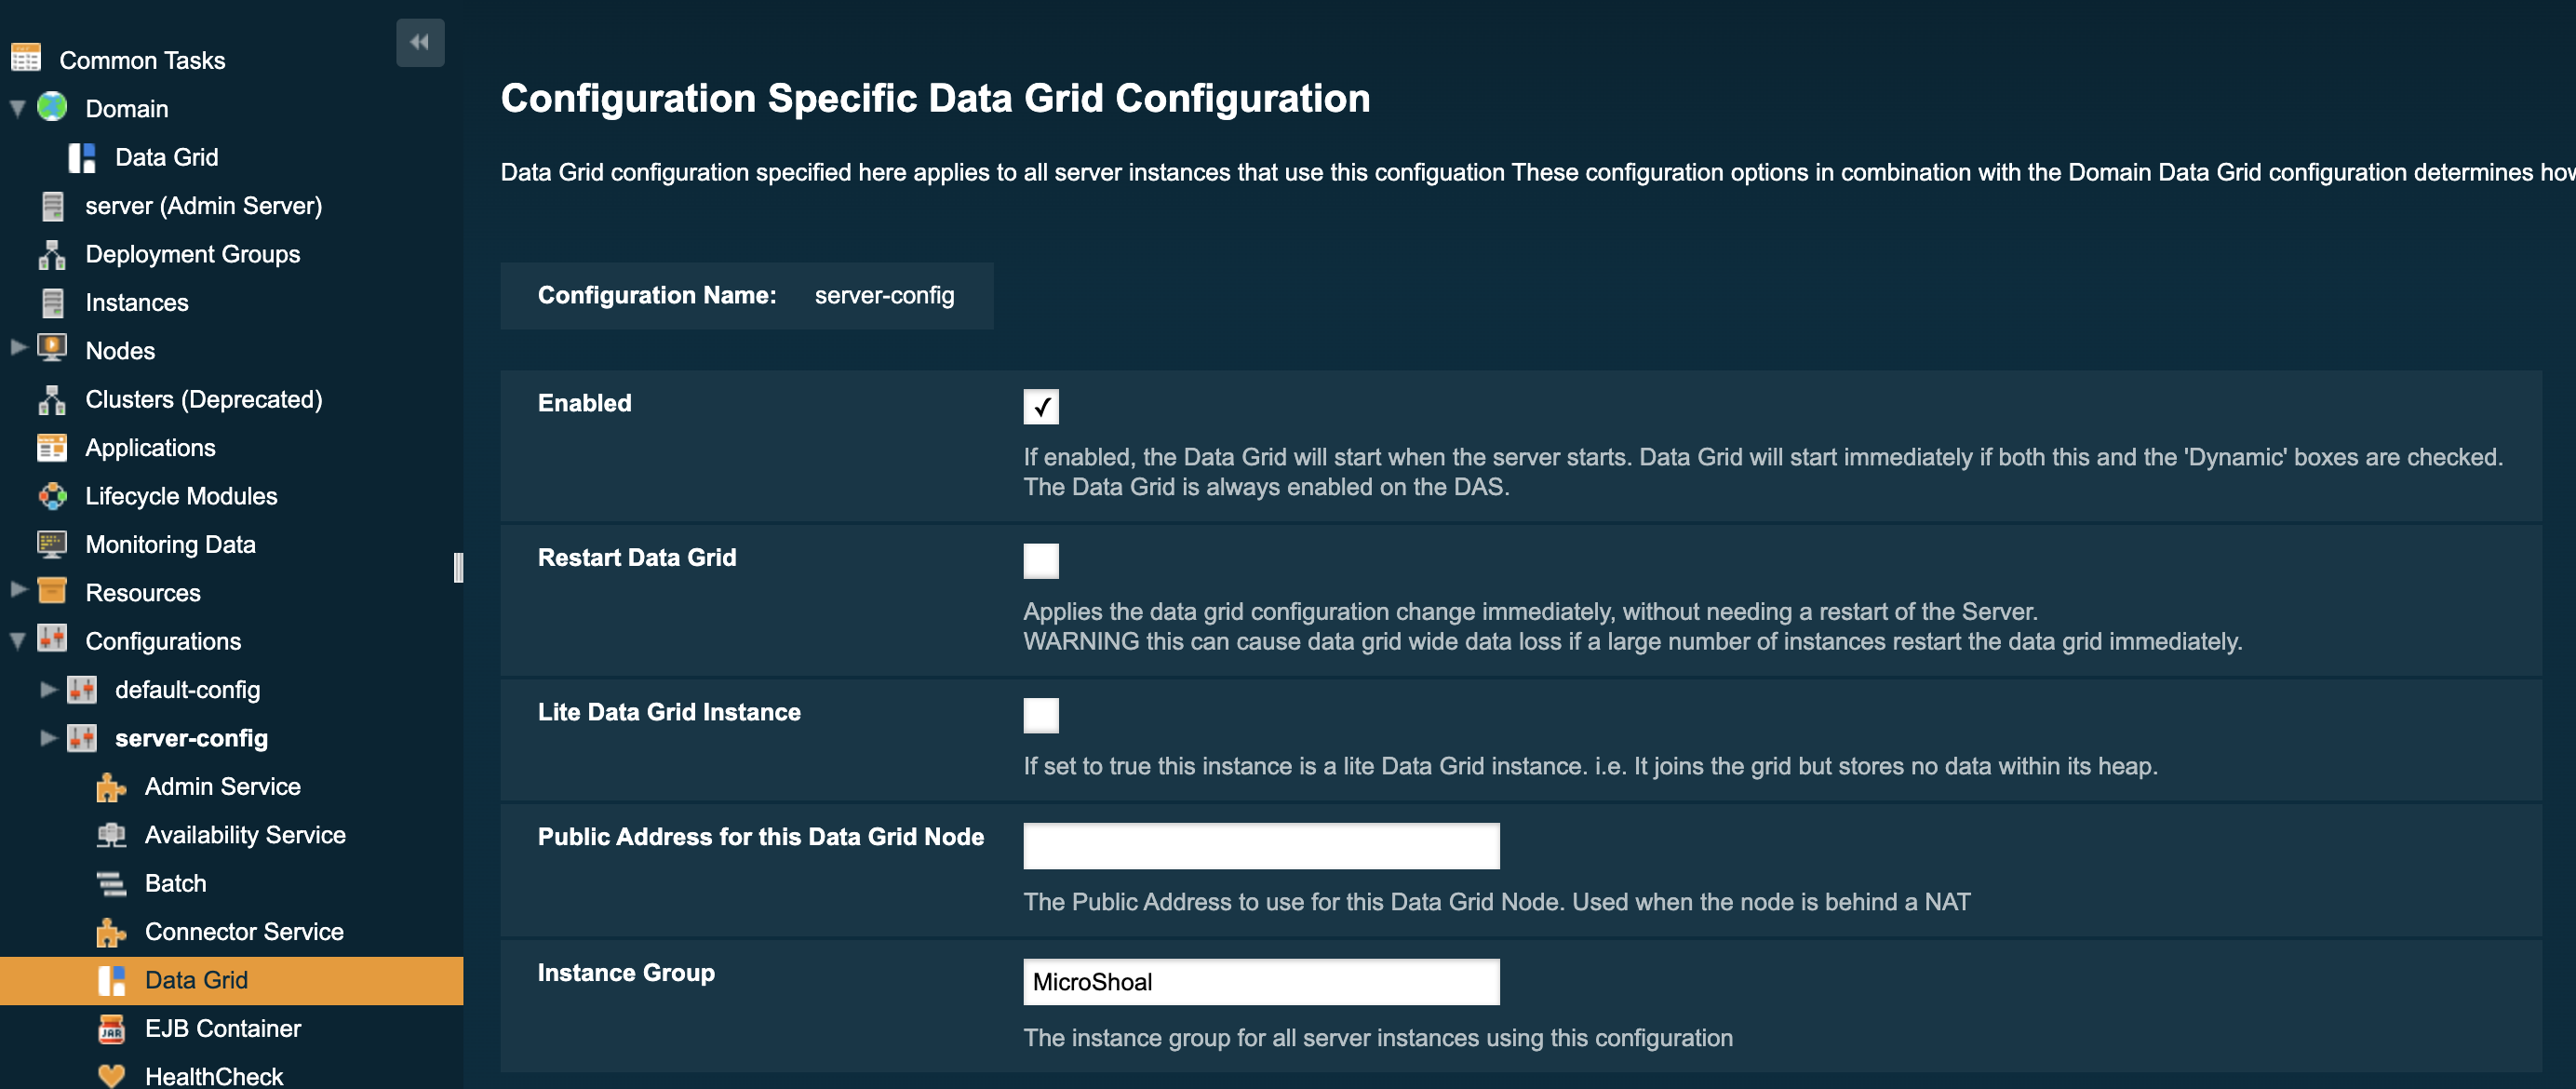 Common Tasks
Domain
Data Grid
server (Admin Server)
Deployment Groups
Instances
Nodes
Clusters (Deprecated)
Applications
Lifecycle Modules
Monitoring Data
Resources
Configurations
default-config
server-config
Admin Service
Availability Service
Batch
Connector Service
Data Grid
JAR
EJB Container
HealthCheck
Configuration Specific Data Grid Configuration
Data Grid configuration specified here applies to all server instances that use this configuation These configuration options in combination with the Domain Data Grid configuration determines how
Configuration Name: server-config
Enabled
If enabled, the Data Grid will start when the server starts. Data Grid will start immediately if both this and the 'Dynamic' boxes are checked.
The Data Grid is always enabled on the DAS.
Restart Data Grid
Applies the data grid configuration change immediately, without needing a restart of the Server.
WARNING this can cause data grid wide data loss if a large number of instances restart the data grid immediately.
Lite Data Grid Instance
If set to true this instance is a lite Data Grid instance. i.e. It joins the grid but stores no data within its heap.
Public Address for this Data Grid Node
The Public Address to use for this Data Grid Node. Used when the node is behind a NAT
Instance Group
MicroShoal
The instance group for all server instances using this configuration